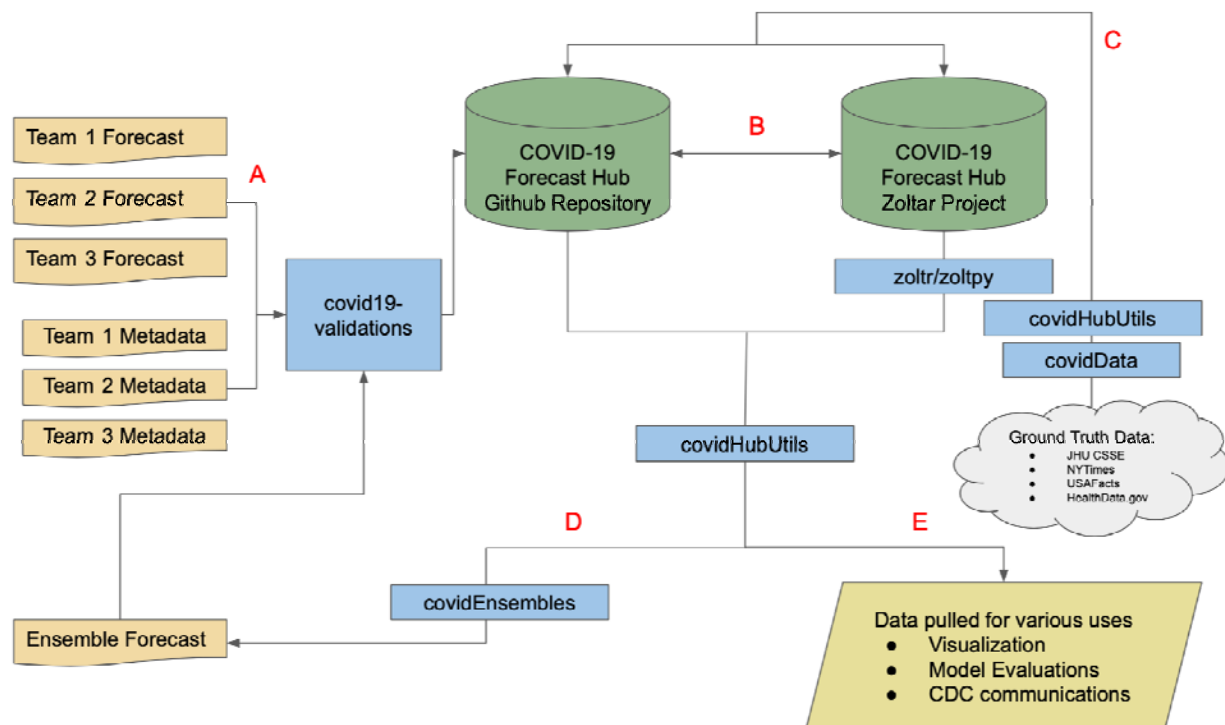 C
A
B
Team 1 Forecast
Team 2 Forecast
Team 3 Forecast
Team 1 Metadata
Team 2 Metadata
Team 3 Metadata
covid19-
validations
COVID-19
Forecast Hub
Github Repository
COVID-19
Forecast Hub
Zoltar Project
zoltr/zoltpy
covidHubUtils
covidData
Ground Truth Data:
● JHU CSSE
● NYTimes
● USAFacts
● HealthData.gov
covidHubUtils
D
E
covidEnsembles
Ensemble Forecast
Data pulled for various uses
● Visualization
● Model Evaluations
● CDC communications